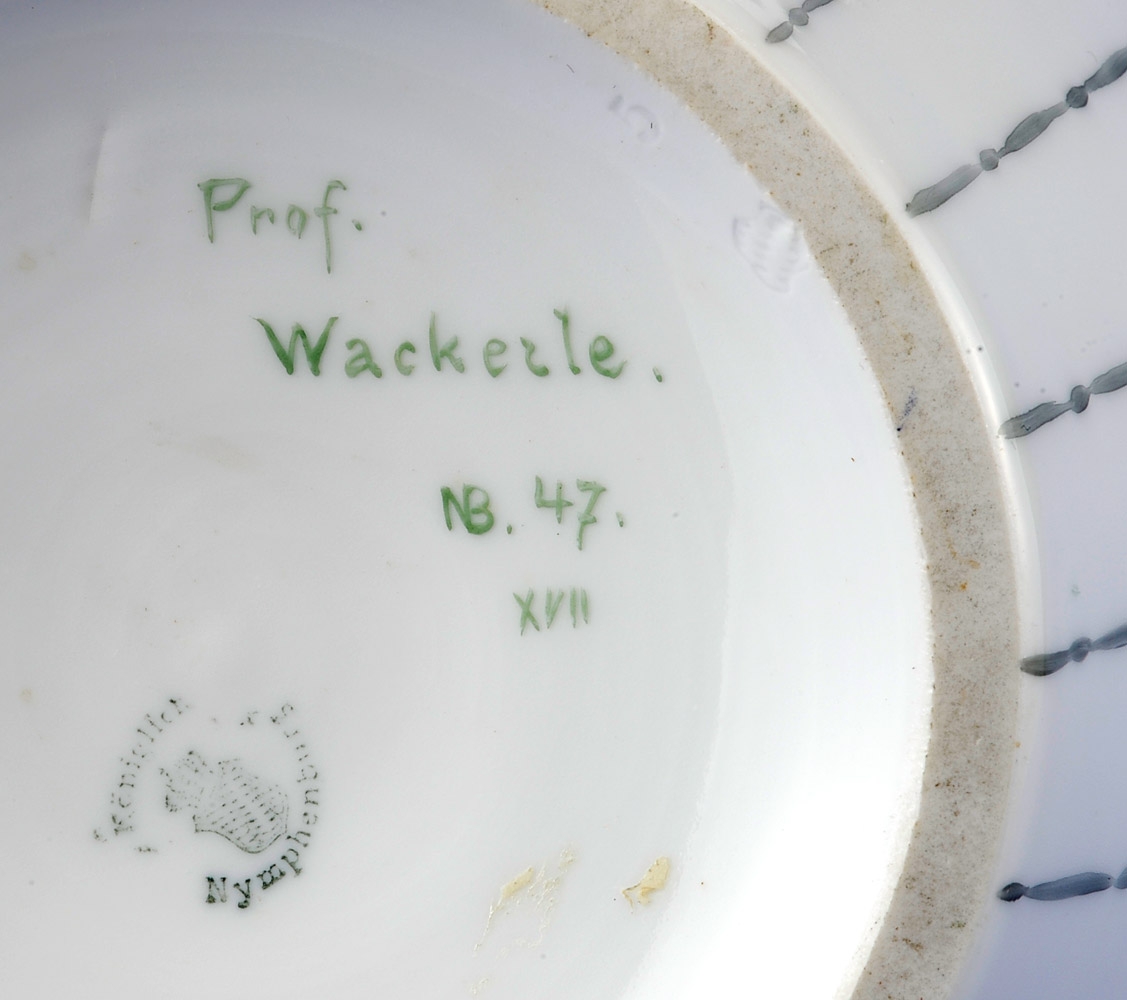 Prof.
Wackerle.
NB. 47.
XVII
Nymphenburg